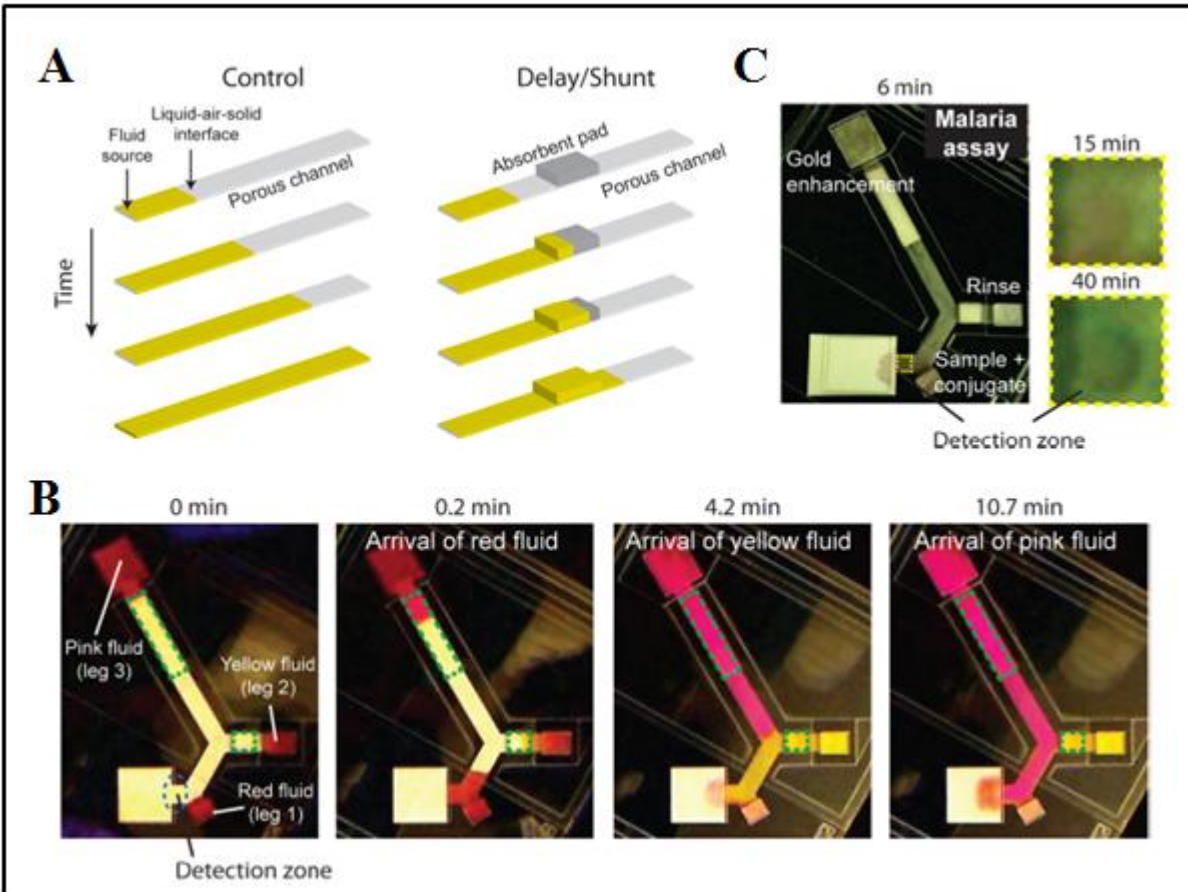 A
Control
Delay/Shunt
Fluid
source
Liquid-air-solid
interface
Porous channel
Absorbent pad
Porous channel
Time
C
6 min
Malaria
assay
Gold
enhancement
Rinse
Sample +
conjugate
15 min
40 min
Detection zone
B
0 min
0.2 min
4.2 min
10.7 min
Arrival of red fluid
Arrival of yellow fluid
Arrival of pink fluid
Pink fluid
(leg 3)
Yellow fluid
(leg 2)
Red fluid
(leg 1)
Detection zone